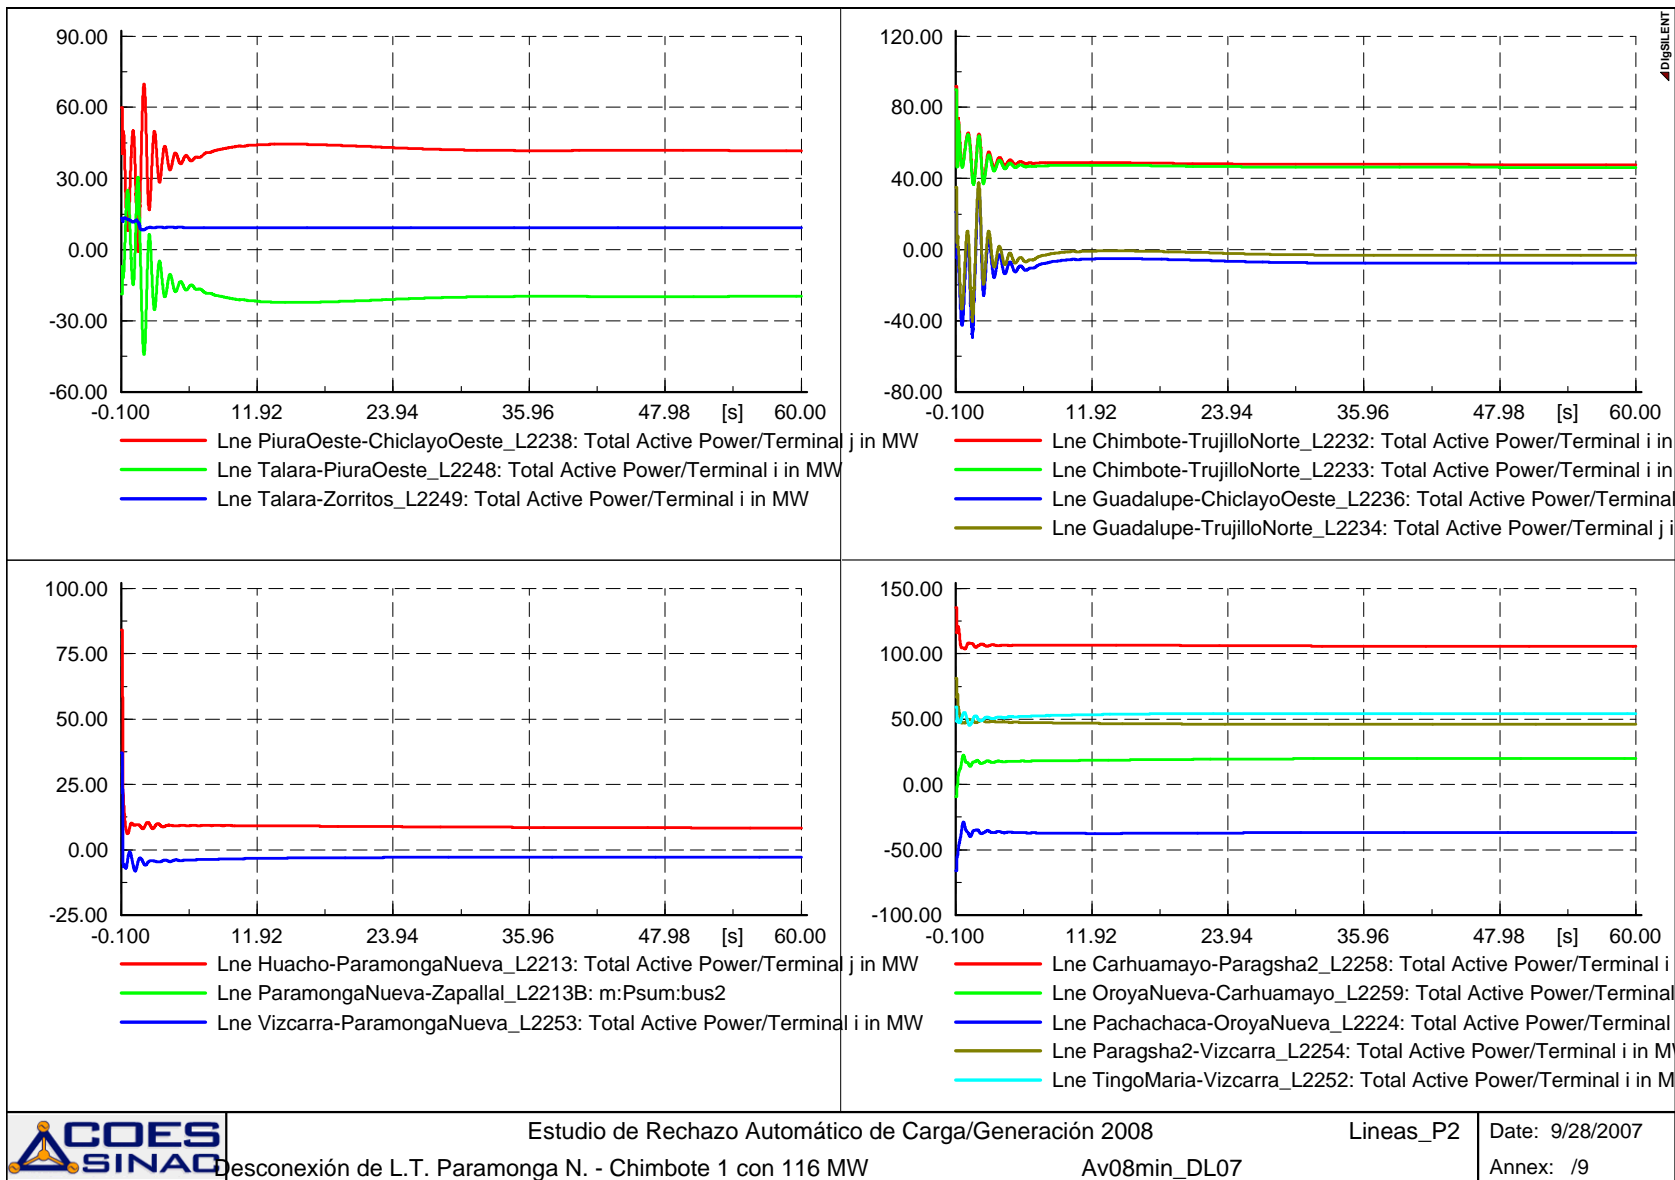 90.00
60.00
30.00
0.00
-30.00
-60.00
-0.100 11.92 23.94 35.96 47.98 [s] 60.00
Lne PiuraOeste-ChiclayoOeste_L2238: Total Active Power/Terminal j in MW
Lne Talara-PiuraOeste_L2248: Total Active Power/Terminal i in MW
Lne Talara-Zorritos_L2249: Total Active Power/Terminal i in MW
120.00
80.00
40.00
0.00
-40.00
-80.00
-0.100 11.92 23.94 35.96 47.98 [s] 60.00
Lne Chimbote-TrujilloNorte_L2232: Total Active Power/Terminal i in
Lne Chimbote-TrujilloNorte_L2233: Total Active Power/Terminal i in
Lne Guadalupe-ChiclayoOeste_L2236: Total Active Power/Terminal
Lne Guadalupe-TrujilloNorte_L2234: Total Active Power/Terminal j i
DIgSILENT
100.00
75.00
50.00
25.00
0.00
-25.00
-0.100 11.92 23.94 35.96 47.98 [s] 60.00
Lne Huacho-ParamongaNueva_L2213: Total Active Power/Terminal j in MW
Lne ParamongaNueva-Zapallal_L2213B: m:Psum:bus2
Lne Vizcarra-ParamongaNueva_L2253: Total Active Power/Terminal i in MW
150.00
100.00
50.00
0.00
-50.00
-100.00
-0.100 11.92 23.94 35.96 47.98 [s] 60.00
Lne Carhuamayo-Paragsha2_L2258: Total Active Power/Terminal i
Lne OroyaNueva-Carhuamayo_L2259: Total Active Power/Terminal
Lne Pachachaca-OroyaNueva_L2224: Total Active Power/Terminal
Lne Paragsha2-Vizcarra_L2254: Total Active Power/Terminal i in M
Lne TingoMaria-Vizcarra_L2252: Total Active Power/Terminal i in M
COES
SINAC
Estudio de Rechazo Automático de Carga/Generación 2008
Desconexión de L.T. Paramonga N. - Chimbote 1 con 116 MW
Lineas_P2
Av08min_DL07
Date: 9/28/2007
Annex: /9